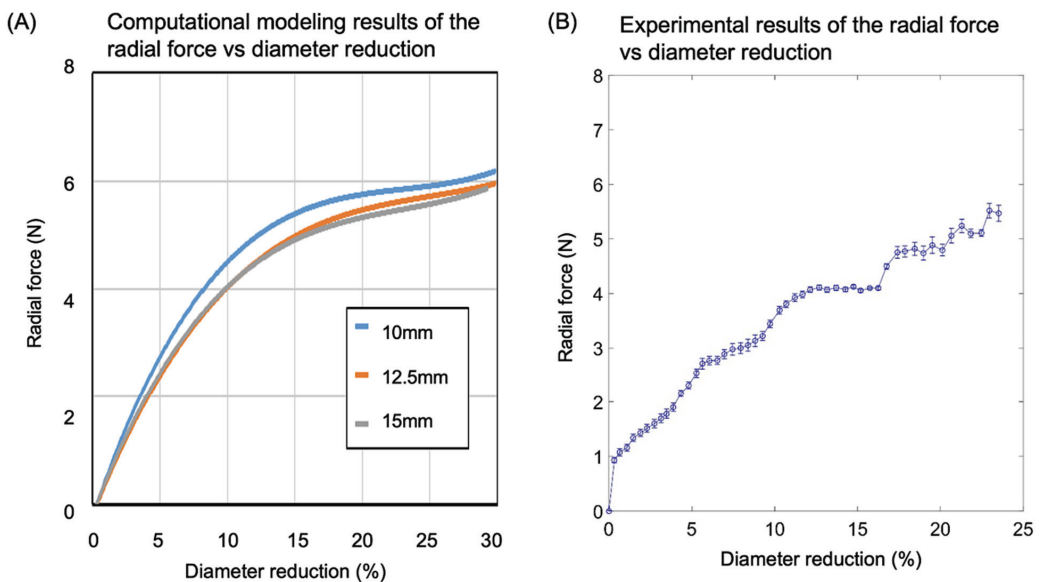 (A)
Computational modeling results of the
radial force vs diameter reduction
8
6
4
2
0
Radial force (N)
10mm
12.5mm
15mm
0 5 10 15 20 25 30
Diameter reduction (%)
(B)
Experimental results of the radial force
vs diameter reduction
8
7
6
5
4
3
2
1
0
Radial force (N)
0 5 10 15 20 25
Diameter reduction (%)